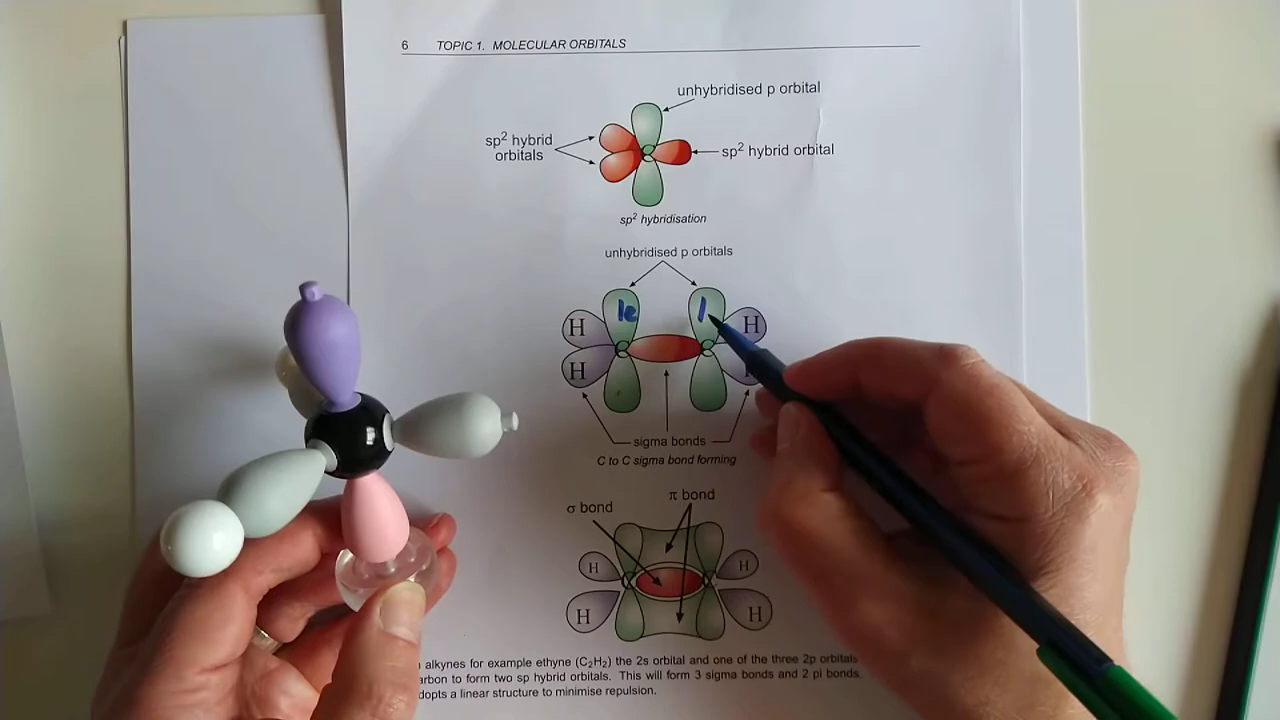 6 TOPIC 1. MOLECULAR ORBITALS
unhybridised p orbital
sp² hybrid
orbitals
sp² hybrid orbital
C
sp² hybridisation
unhybridised p orbitals
1e 1
H H
C C
H
sigma bonds
C to C sigma bond forming
π bond
σ bond
H H
C C
H H
alkynes for example ethyne (C₂H₂) the 2s orbital and one of the three 2p orbitals
arbon to form two sp hybrid orbitals. This will form 3 sigma bonds and 2 pi bonds.
dopts a linear structure to minimise repulsion.